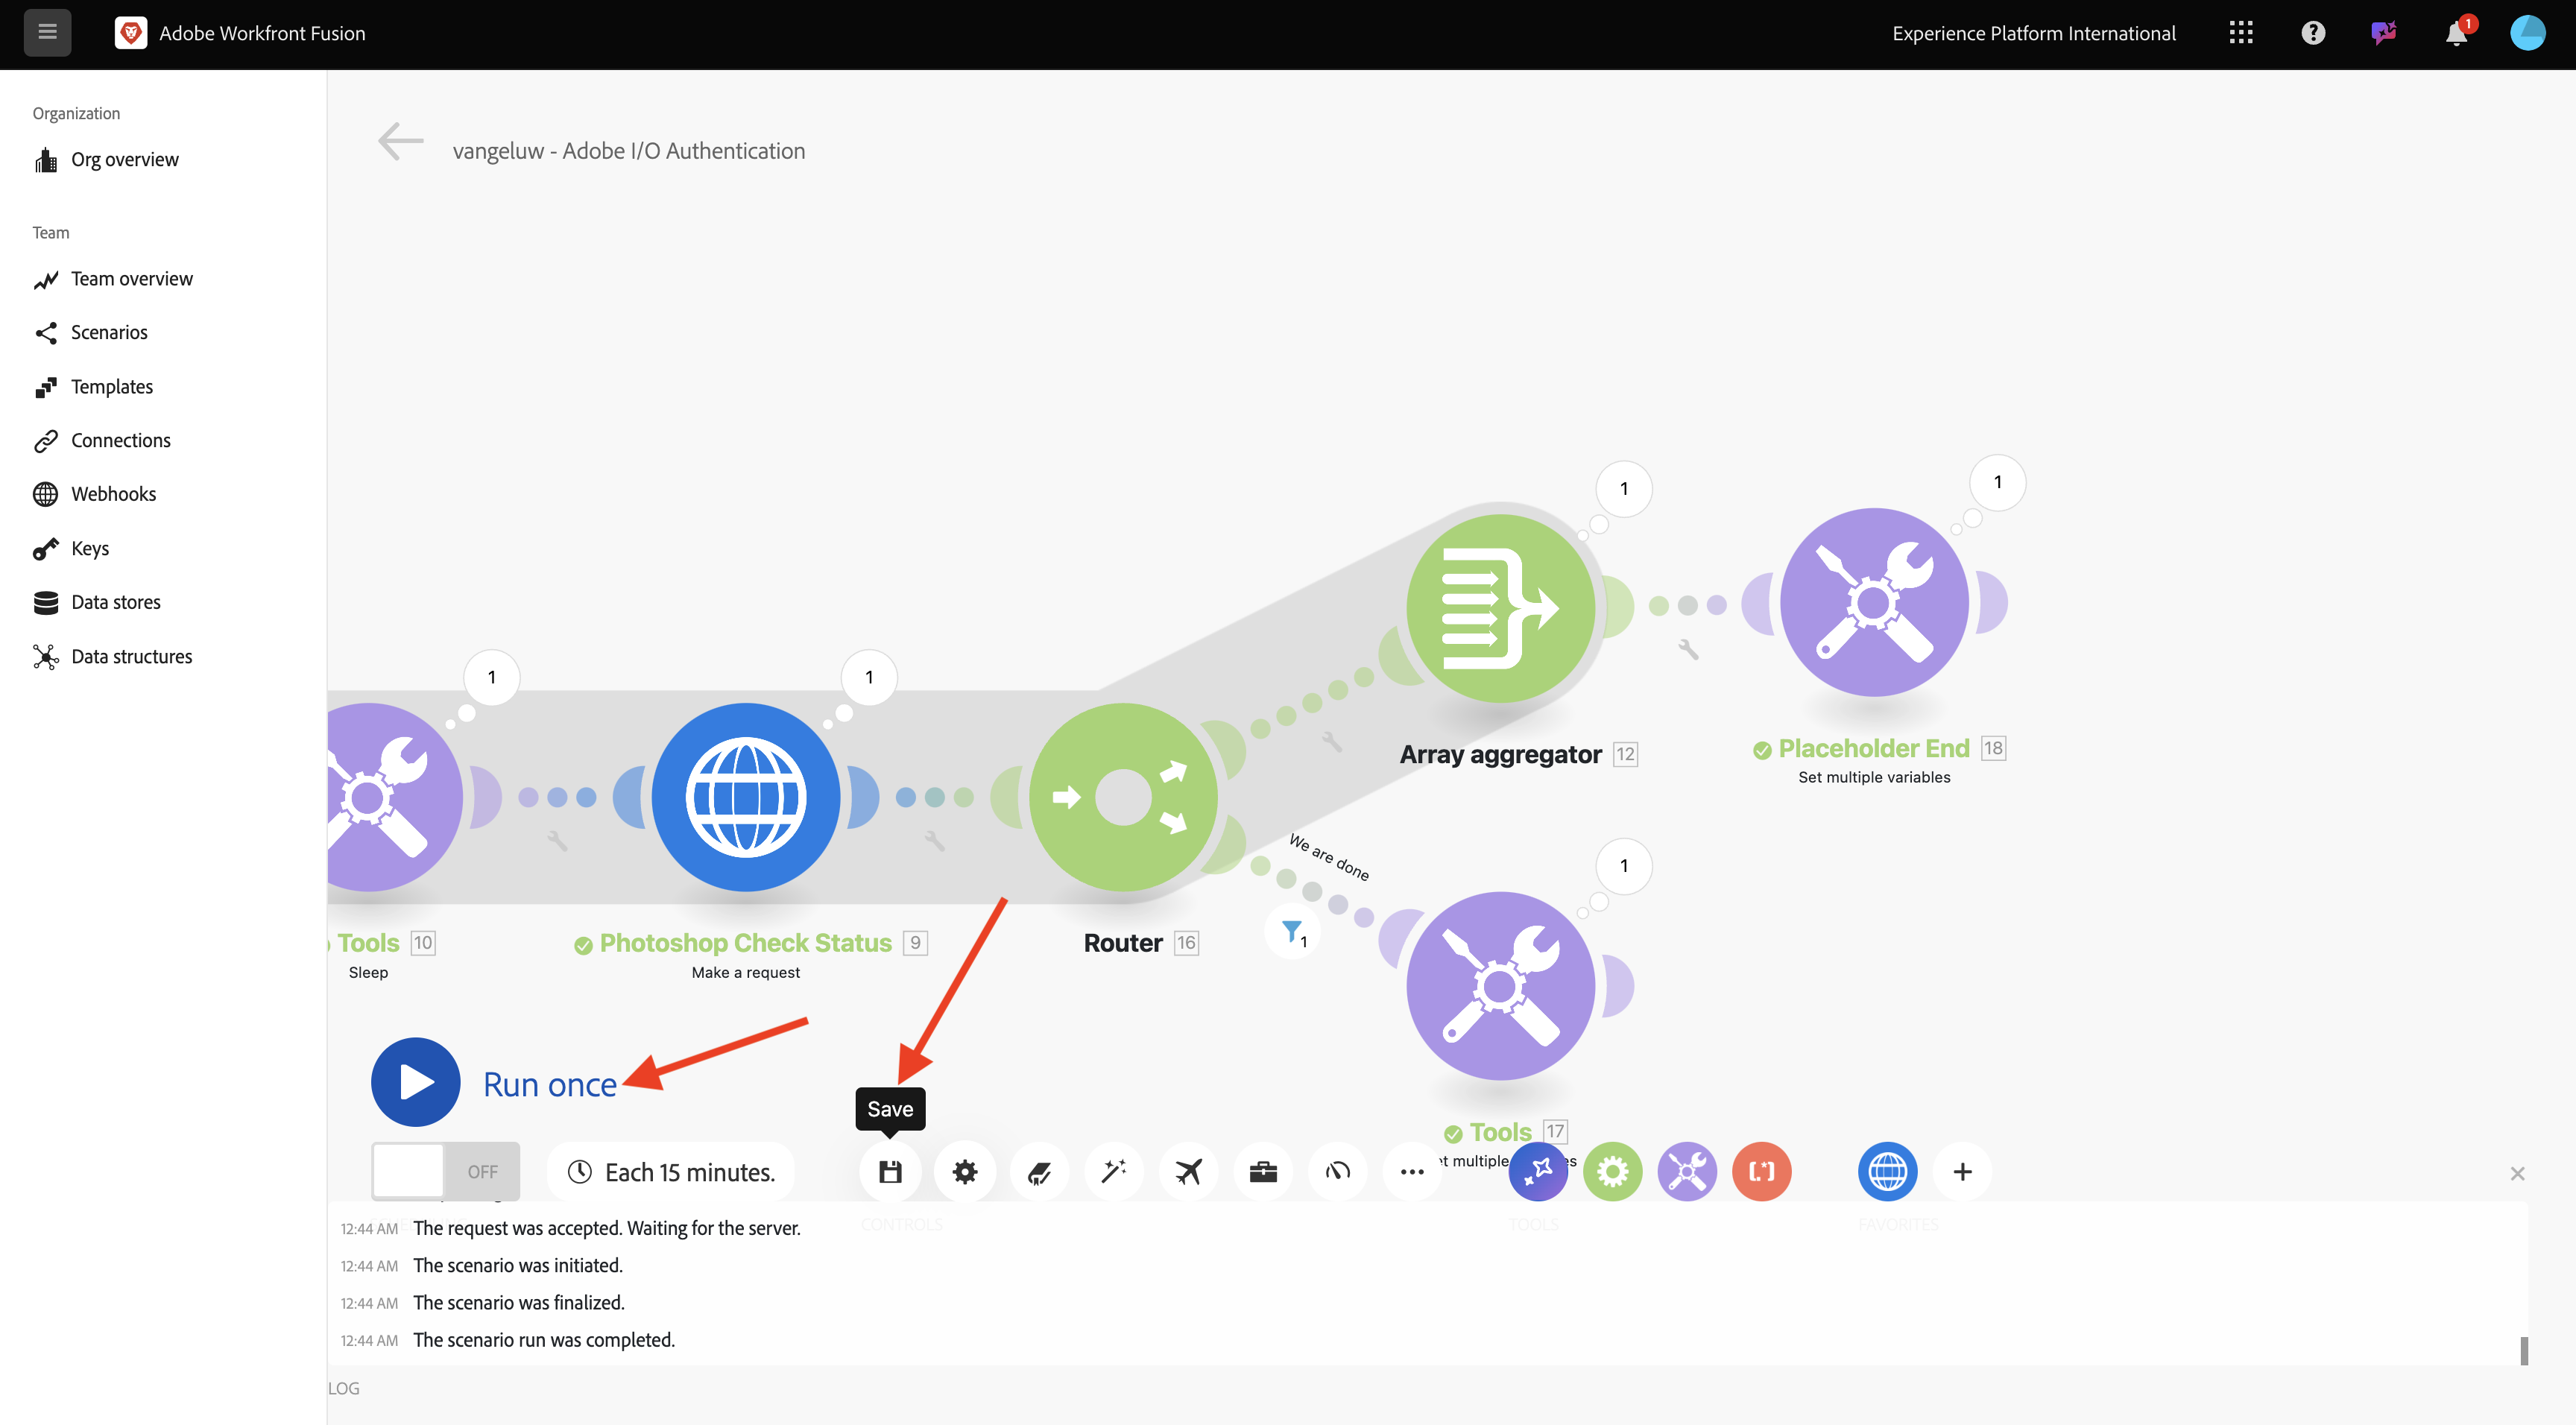 Adobe Workfront Fusion
Experience Platform International
1
Organization
Org overview
Team
Team overview
Scenarios
Templates
Connections
Webhooks
Keys
Data stores
Data structures
vangeluw - Adobe I/O Authentication
1
1
1
1
Array aggregator 12
Placeholder End 18
Set multiple variables
We are done
1
1
Tools 10
Sleep
Photoshop Check Status 9
Make a request
Router 16
Run once
Save
Tools 17
OFF
Each 15 minutes.
multiple
[.*]
CONTROLS
TOOLS
FAVORITES
12:44 AM The request was accepted. Waiting for the server.
12:44 AM The scenario was initiated.
12:44 AM The scenario was finalized.
12:44 AM The scenario run was completed.
LOG